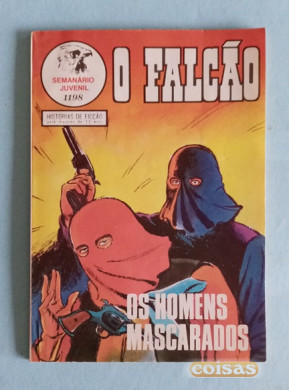 O FALCÃO
SEMANÁRIO
JUVENIL
1198
HISTÓRIAS DE FICÇÃO
OS HOMENS
MASCARADOS
coisas